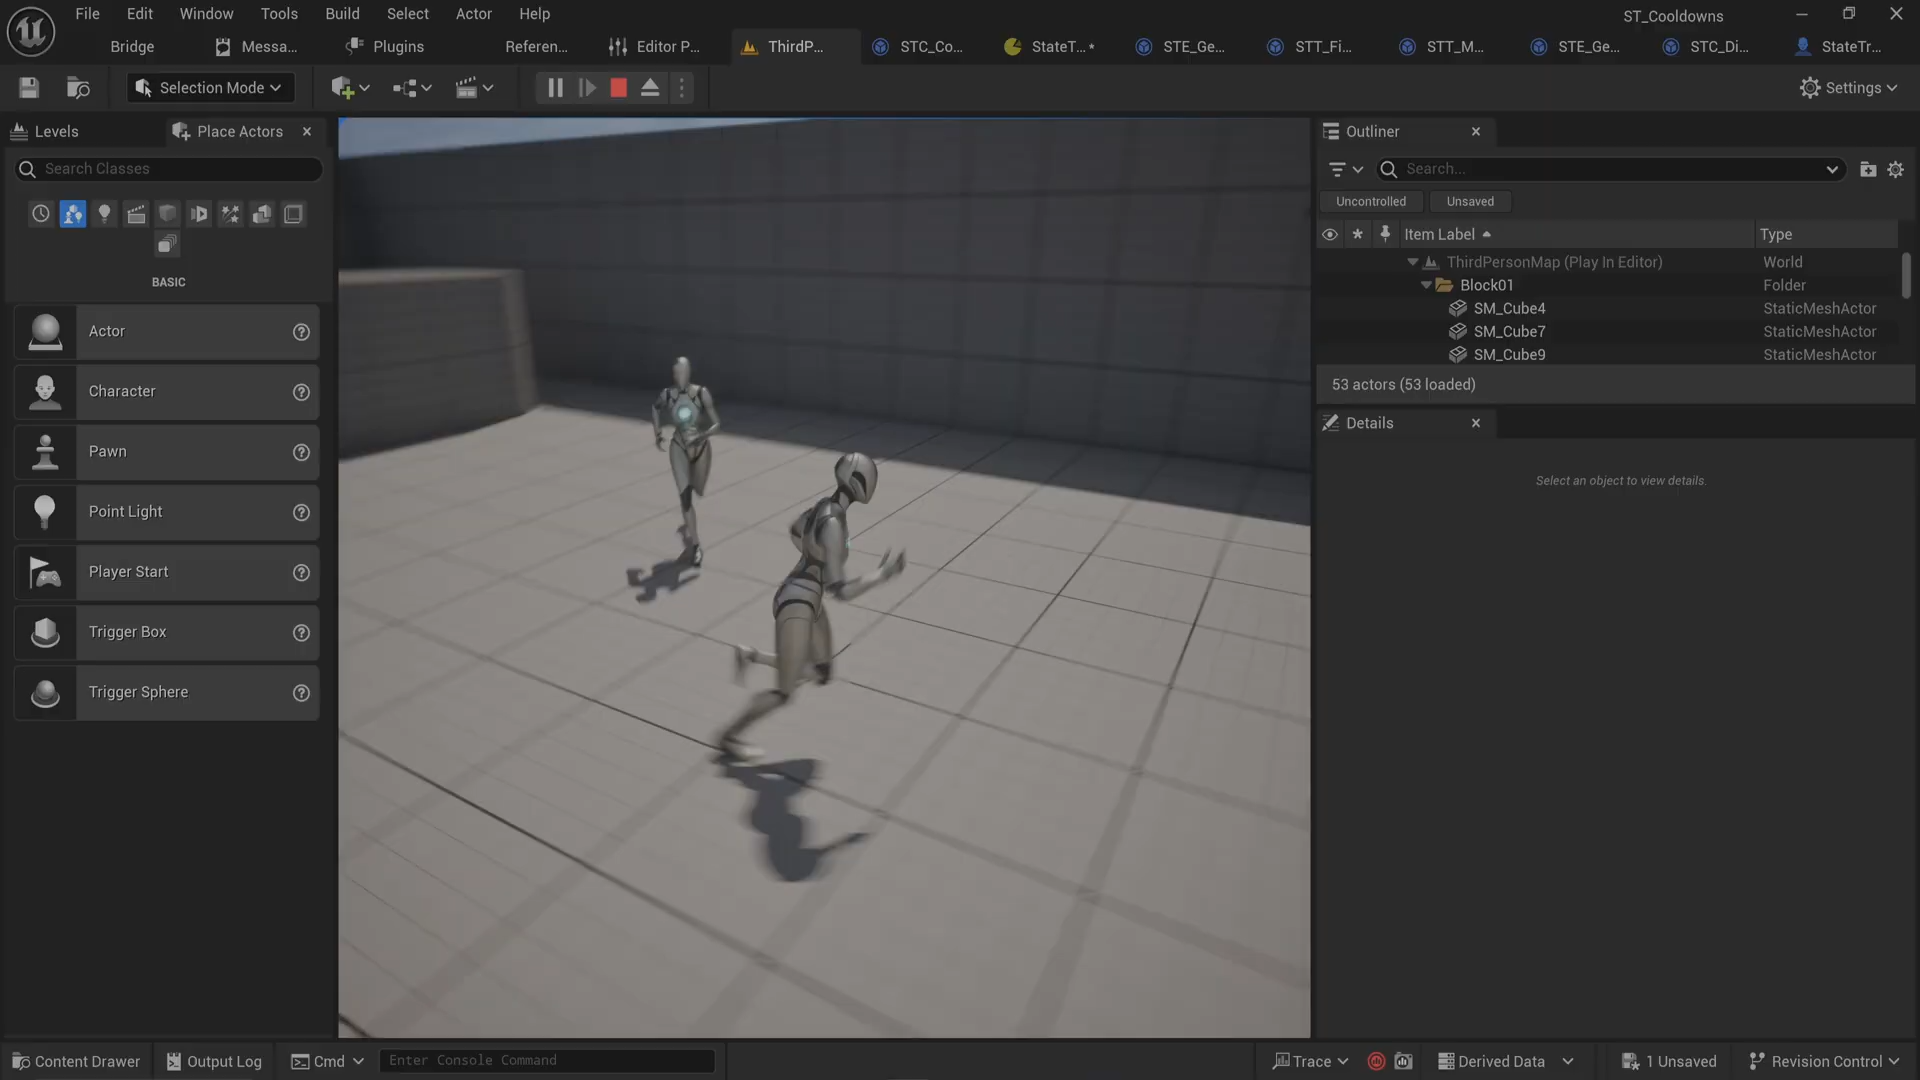 File Edit Window Tools Build Select Actor Help
ST_Cooldowns
Bridge
Messa...
Plugins
Referen...
Editor P...
ThirdP...
STC_Co...
StateT...*
STE_Ge...
STT_Fi...
STT_M...
STE_Ge...
STC_Di...
StateTr...
Selection Mode
Settings
Levels
Place Actors
Search Classes
BASIC
Actor
Character
Pawn
Point Light
Player Start
Trigger Box
Trigger Sphere
Outliner
Search...
Uncontrolled
Unsaved
Item Label
Type
ThirdPersonMap (Play In Editor) World
Block01 Folder
SM_Cube4 StaticMeshActor
SM_Cube7 StaticMeshActor
SM_Cube9 StaticMeshActor
53 actors (53 loaded)
Details
Select an object to view details.
Content Drawer
Output Log
Cmd
Enter Console Command
Trace
Derived Data
1 Unsaved
Revision Control